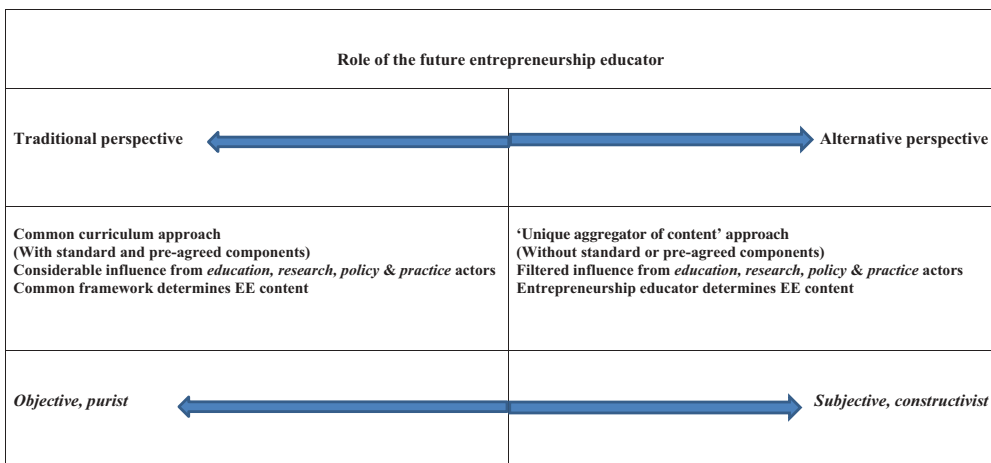 Role of the future entrepreneurship educator
Traditional perspective
Alternative perspective
Common curriculum approach
(With standard and pre-agreed components)
Considerable influence from education, research, policy & practice actors
Common framework determines EE content
‘Unique aggregator of content’ approach
(Without standard or pre-agreed components)
Filtered influence from education, research, policy & practice actors
Entrepreneurship educator determines EE content
Objective, purist
Subjective, constructivist